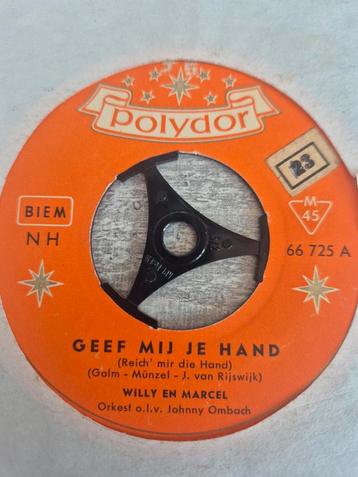 polydor
23
BIEM
NH
M
45
66 725 A
GEEF MIJ JE HAND
(Reich' mir die Hand)
(Golm - Münzel - J. van Rijswijk)
WILLY EN MARCEL
Orkest o.l.v. Johnny Ombach